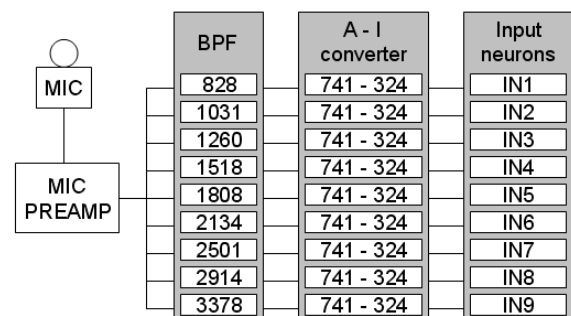 MIC
MIC
PREAMP
BPF
828
1031
1260
1518
1808
2134
2501
2914
3378
A - I
converter
741 - 324
741 - 324
741 - 324
741 - 324
741 - 324
741 - 324
741 - 324
741 - 324
741 - 324
Input
neurons
IN1
IN2
IN3
IN4
IN5
IN6
IN7
IN8
IN9